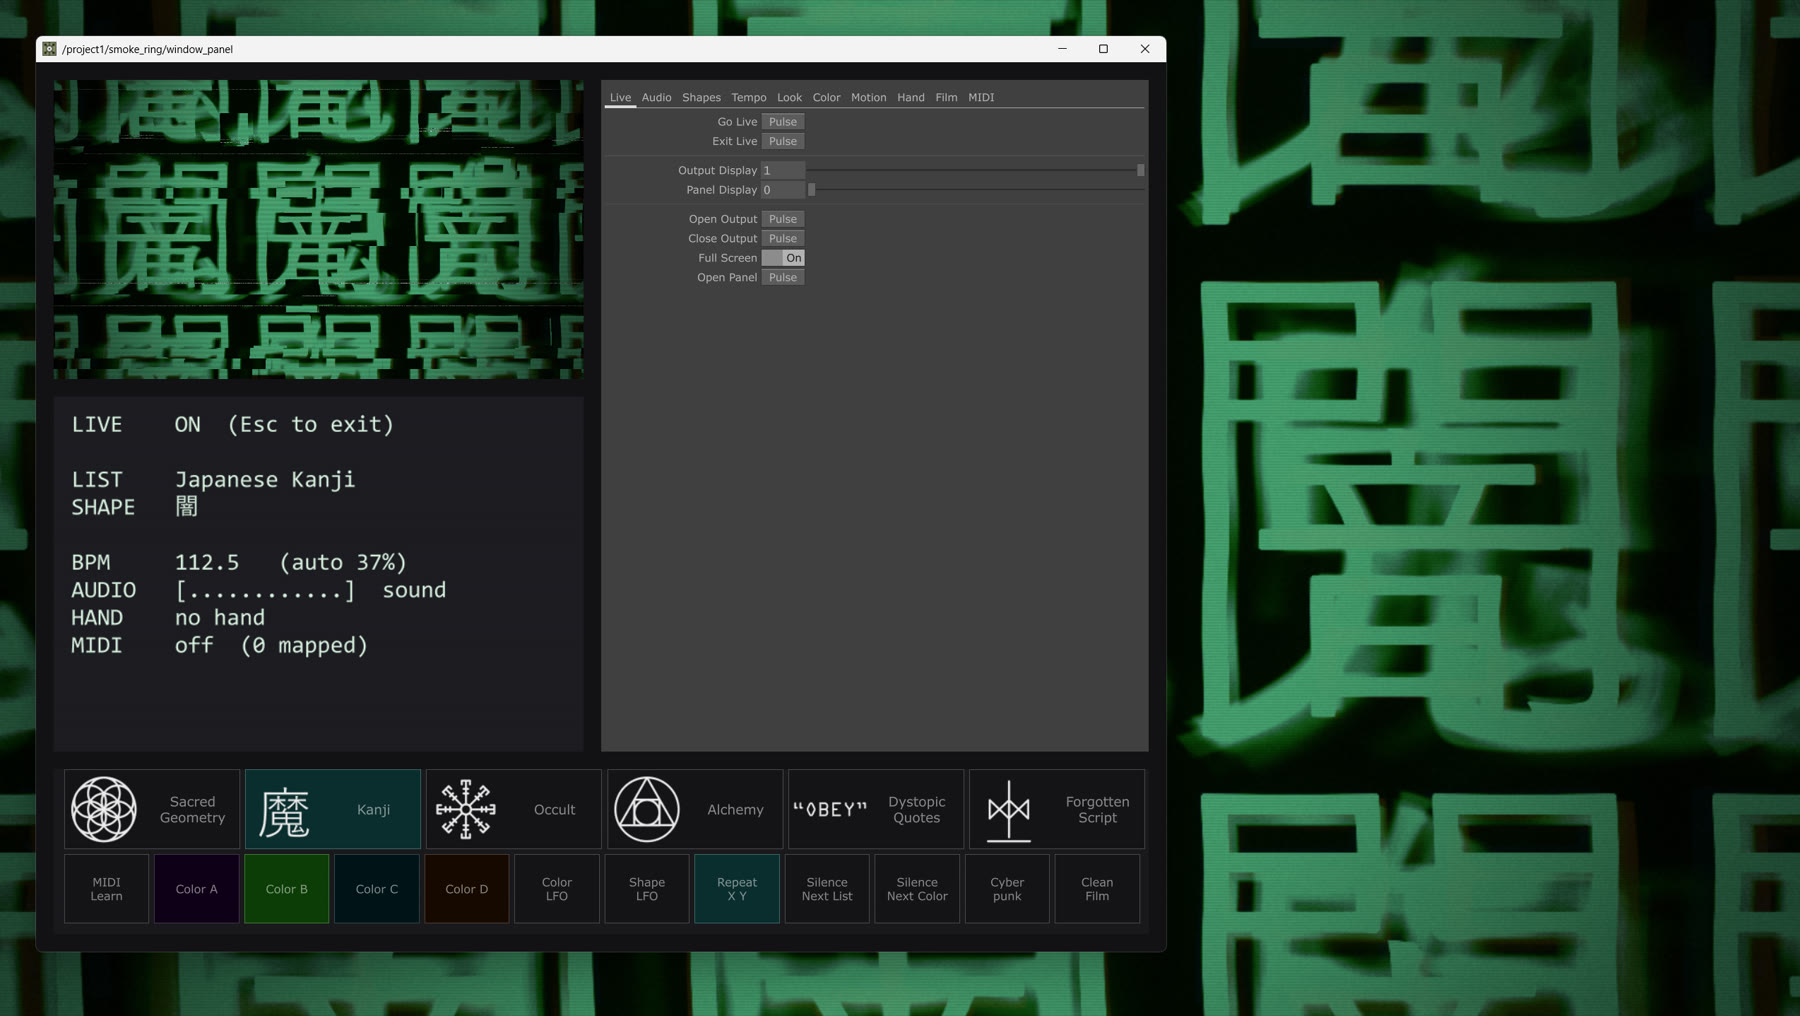 /project1/smoke_ring/window_panel
Live Audio Shapes Tempo Look Color Motion Hand Film MIDI
Go Live Pulse
Exit Live Pulse
Output Display 1
Panel Display 0
Open Output Pulse
Close Output Pulse
Full Screen On
Open Panel Pulse
LIVE ON (Esc to exit)
LIST Japanese Kanji
SHAPE 闇
BPM 112.5 (auto 37%)
AUDIO [............] sound
HAND no hand
MIDI off (0 mapped)
Sacred
Geometry
魔 Kanji
Occult
Alchemy
"OBEY" Dystopic
Quotes
Forgotten
Script
MIDI
Learn
Color A
Color B
Color C
Color D
Color
LFO
Shape
LFO
Repeat
X Y
Silence
Next List
Silence
Next Color
Cyber
punk
Clean
Film
闇
闇
闇